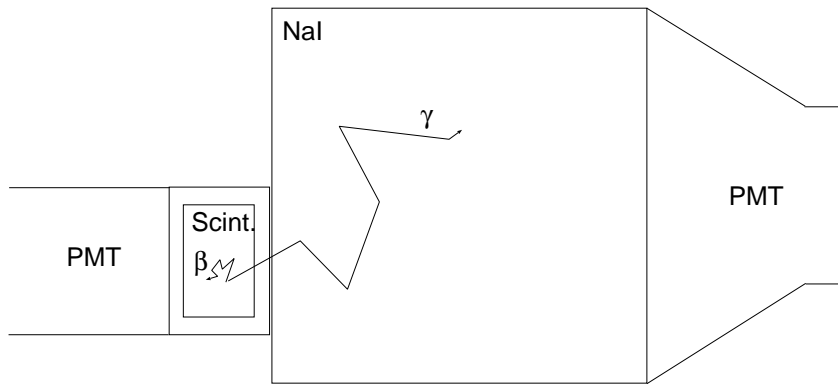 NaI
γ
PMT
Scint.
PMT
β